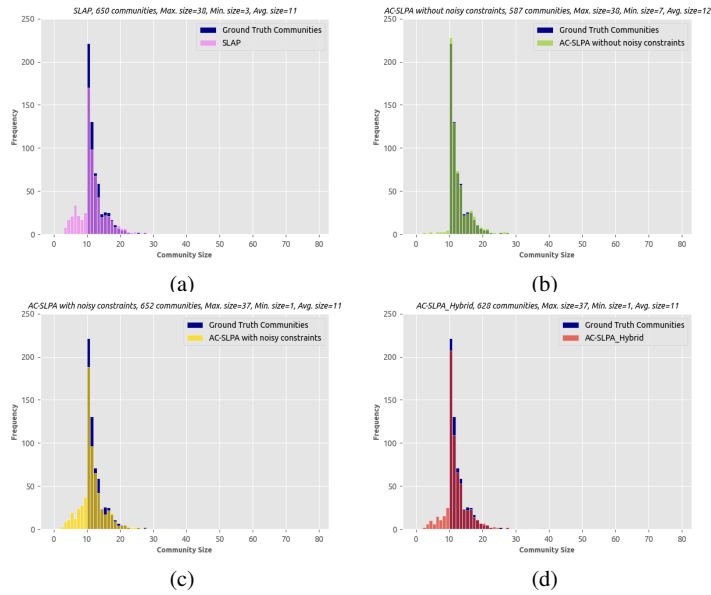 SLAP, 650 communities, Max. size=38, Min. size=3, Avg. size=11
250
200
150
100
50
0
Frequency
Ground Truth Communities
SLAP
0 10 20 30 40 50 60 70 80
Community Size
(a)
AC-SLPA without noisy constraints, 587 communities, Max. size=38, Min. size=7, Avg. size=12
250
200
150
100
50
0
Frequency
Ground Truth Communities
AC-SLPA without noisy constraints
0 10 20 30 40 50 60 70 80
Community Size
(b)
AC-SLPA with noisy constraints, 652 communities, Max. size=37, Min. size=1, Avg. size=11
250
200
150
100
50
0
Frequency
Ground Truth Communities
AC-SLPA with noisy constraints
0 10 20 30 40 50 60 70 80
Community Size
(c)
AC-SLPA_Hybrid, 628 communities, Max. size=37, Min. size=1, Avg. size=11
250
200
150
100
50
0
Frequency
Ground Truth Communities
AC-SLPA_Hybrid
0 10 20 30 40 50 60 70 80
Community Size
(d)